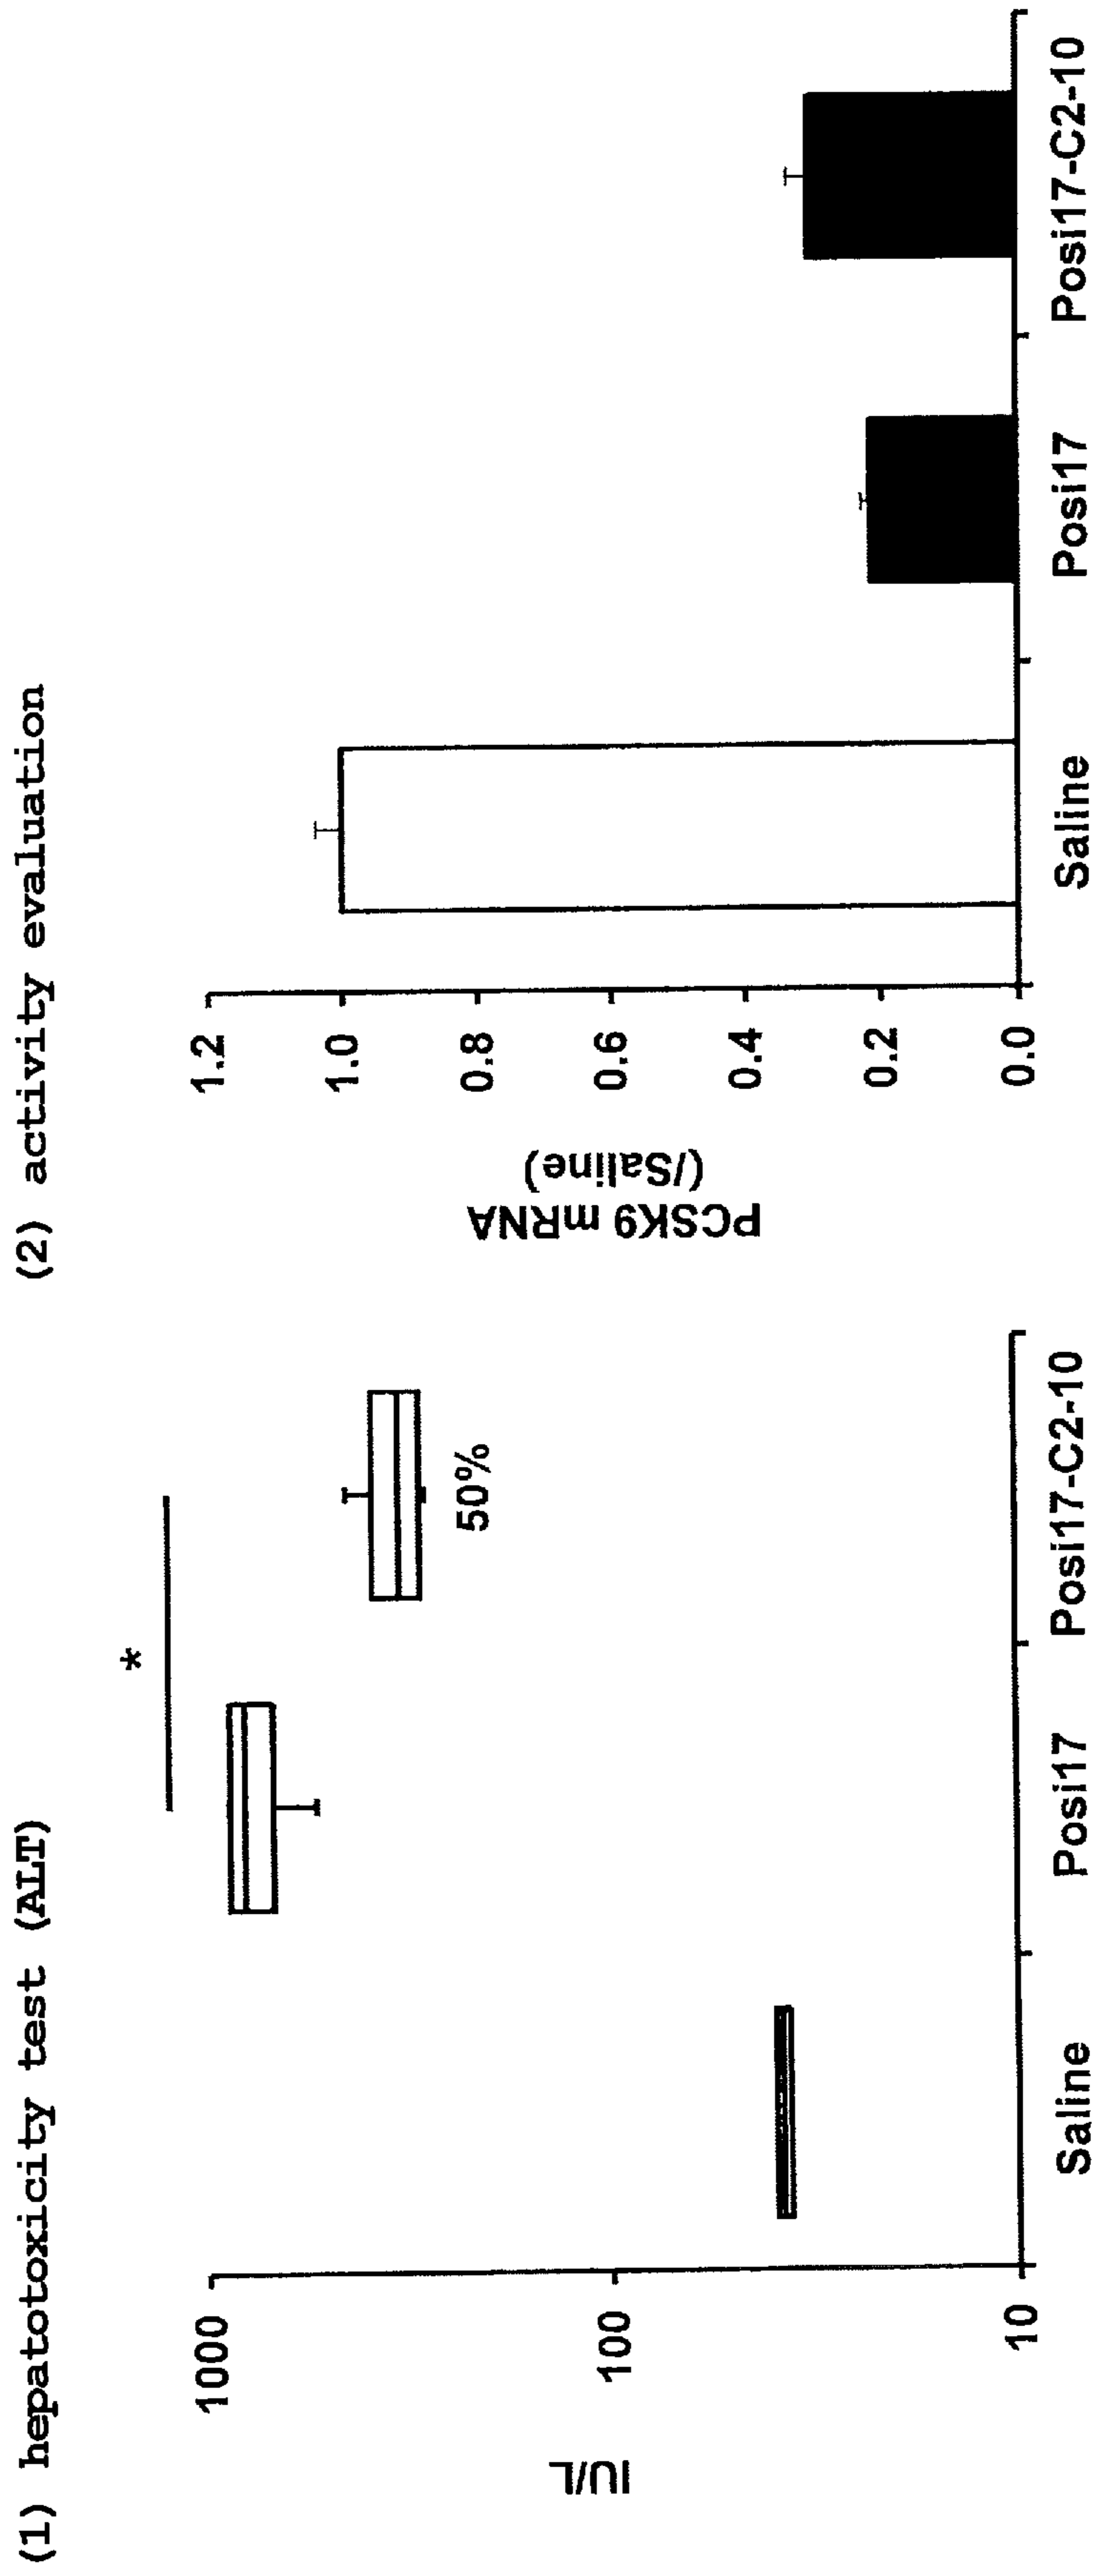 (1) hepatotoxicity test (ALT)
IU/L
1000
100
10
*
50%
Saline
Posi17
Posi17-C2-10
(2) activity evaluation
PCSK9 mRNA
(/Saline)
1.2
1.0
0.8
0.6
0.4
0.2
0.0
Saline
Posi17
Posi17-C2-10